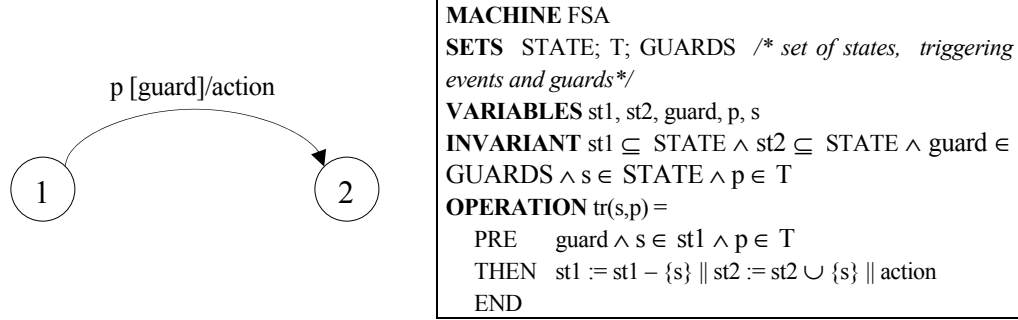 p [guard]/action
1
2
MACHINE FSA
SETS STATE; T; GUARDS /* set of states, triggering
events and guards*/
VARIABLES st1, st2, guard, p, s
INVARIANT st1 ⊆ STATE ∧ st2 ⊆ STATE ∧ guard ∈
GUARDS ∧ s ∈ STATE ∧ p ∈ T
OPERATION tr(s,p) =
PRE guard ∧ s ∈ st1 ∧ p ∈ T
THEN st1 := st1 – {s} || st2 := st2 ∪ {s} || action
END